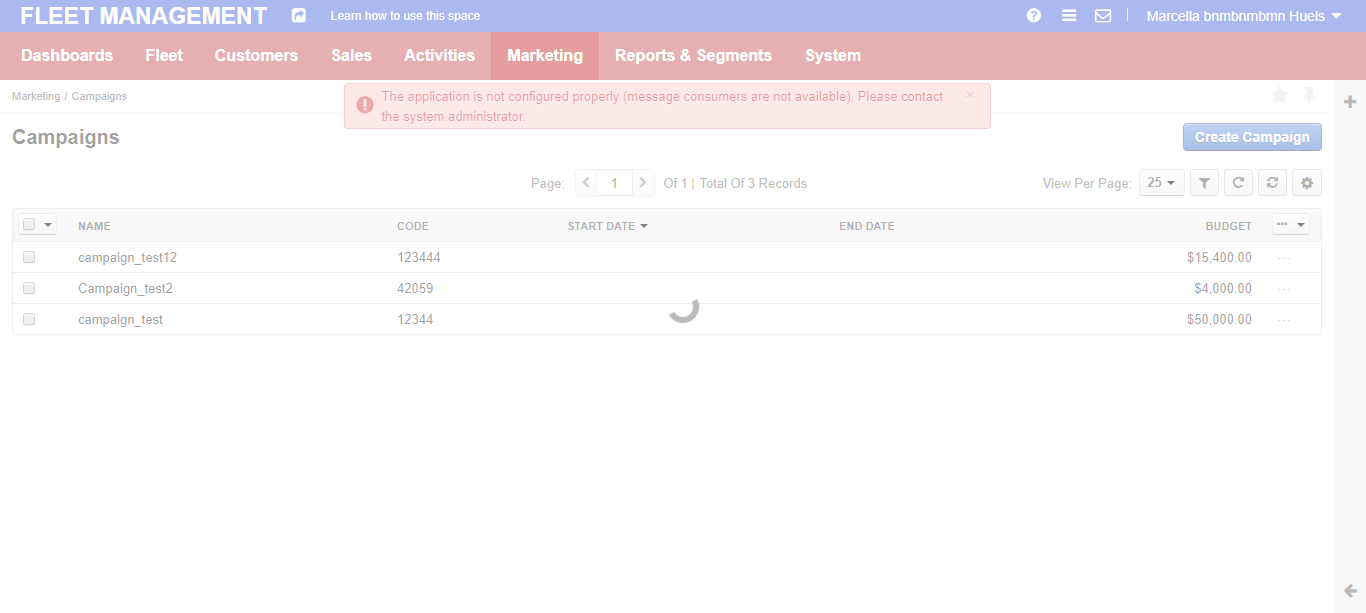 FLEET MANAGEMENT Learn how to use this space Marcella bnmbnmbmn Huels
Dashboards Fleet Customers Sales Activities Marketing Reports & Segments System
Marketing / Campaigns
The application is not configured properly (message consumers are not available). Please contact
the system administrator.
×
Campaigns
Create Campaign
Page: 1 Of 1 | Total Of 3 Records View Per Page: 25
NAME CODE START DATE END DATE BUDGET
campaign_test12 123444 $15,400.00
Campaign_test2 42059 $4,000.00
campaign_test 12344 $50,000.00